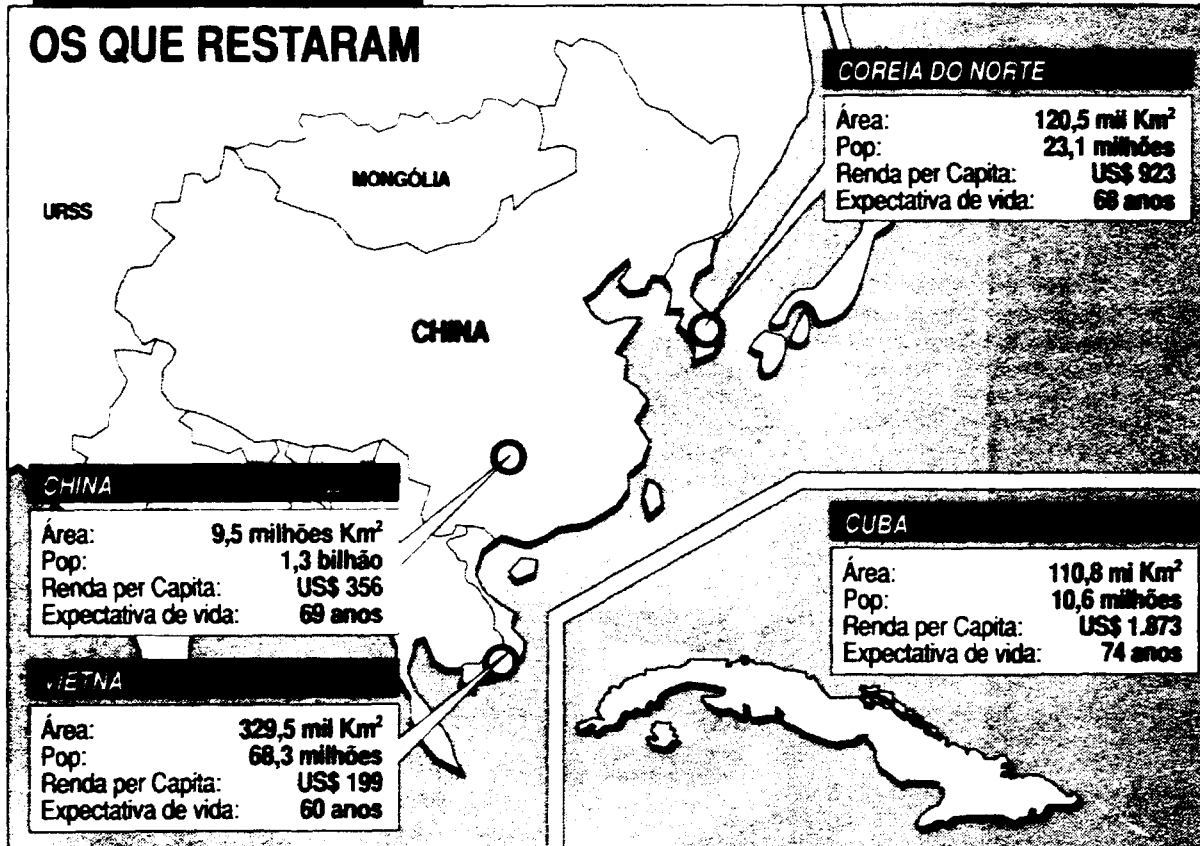 OS QUE RESTARAM
COREIA DO NORTE
Área: 120,5 mil Km²
Pop: 23,1 milhões
Renda per Capita: US$ 923
Expectativa de vida: 68 anos
MONGÓLIA
URSS
CHINA
CHINA
Área: 9,5 milhões Km²
Pop: 1,3 bilhão
Renda per Capita: US$ 356
Expectativa de vida: 69 anos
CUBA
Área: 110,8 mi Km²
Pop: 10,6 milhões
Renda per Capita: US$ 1.873
Expectativa de vida: 74 anos
VIETNA
Área: 329,5 mil Km²
Pop: 68,3 milhões
Renda per Capita: US$ 199
Expectativa de vida: 60 anos